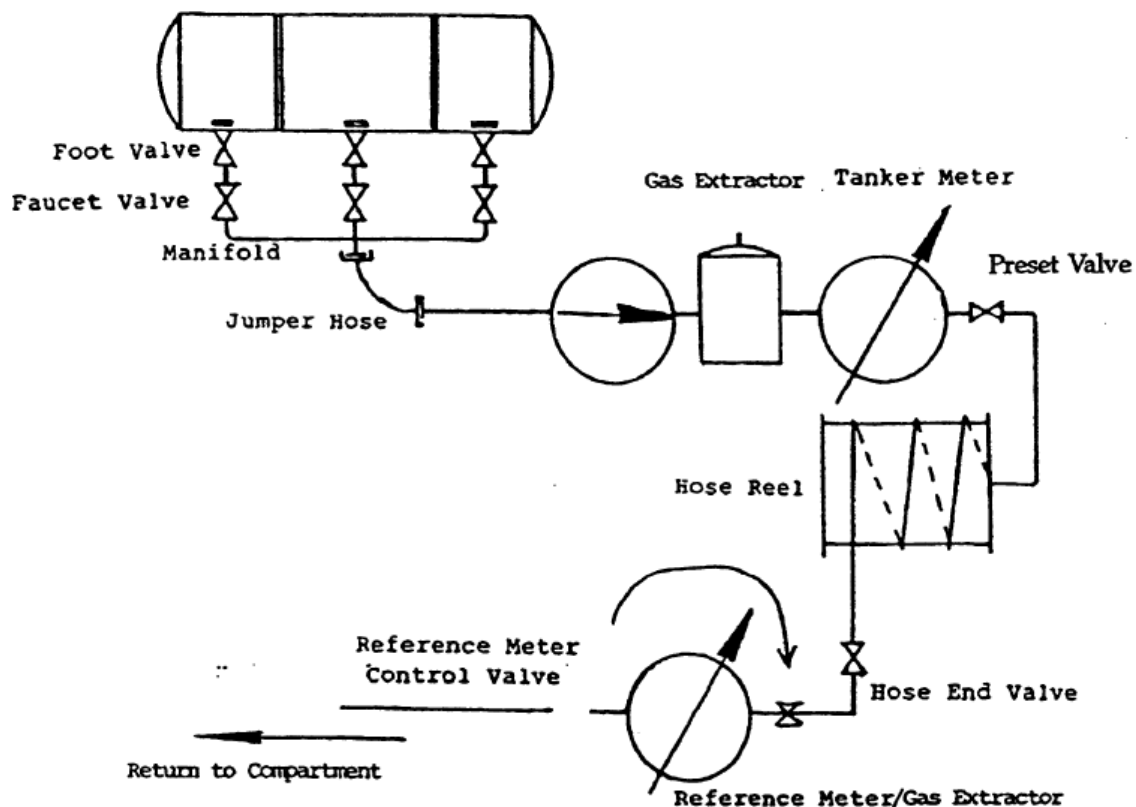 Foot Valve
Faucet Valve
Manifold
Jumper Hose
Gas Extractor
Tanker Meter
Preset Valve
Hose Reel
Reference Meter
Control Valve
Hose End Valve
Return to Compartment
Reference Meter/Gas Extractor